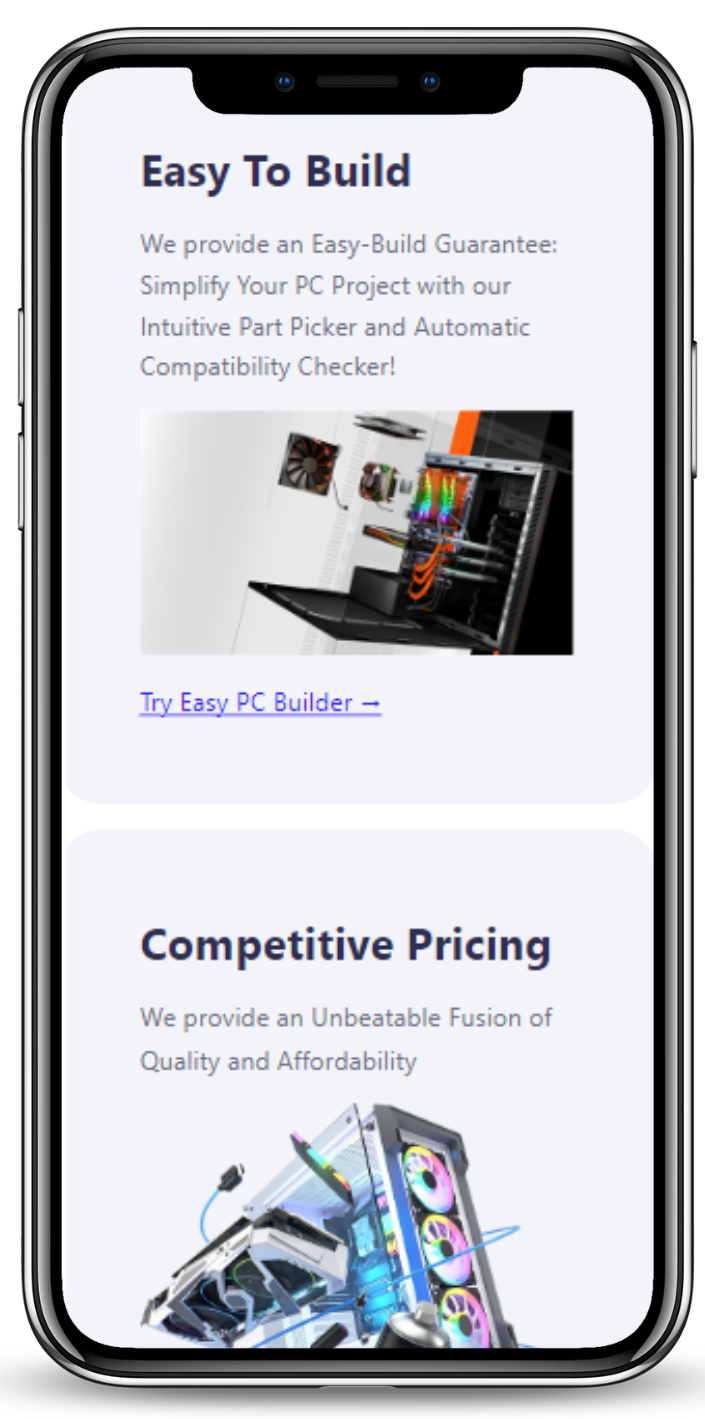 Easy To Build
We provide an Easy-Build Guarantee:
Simplify Your PC Project with our
Intuitive Part Picker and Automatic
Compatibility Checker!
Try Easy PC Builder →
Competitive Pricing
We provide an Unbeatable Fusion of
Quality and Affordability